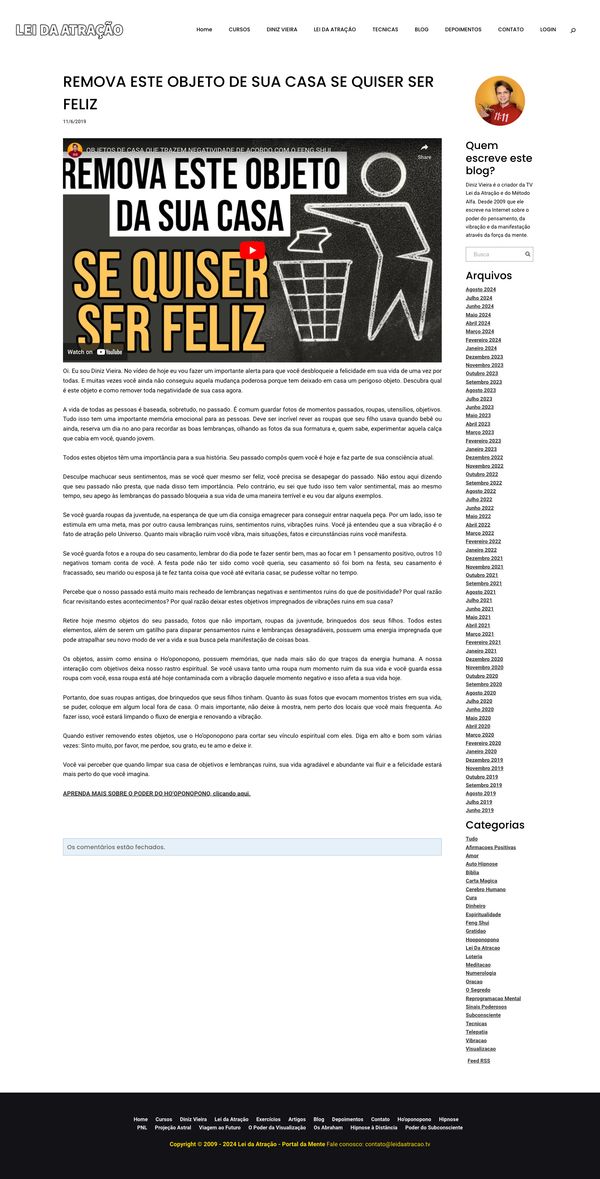 LEI DA ATRAÇÃO
Home CURSOS DINIZ VIEIRA LEI DA ATRAÇÃO TECNICAS BLOG DEPOIMENTOS CONTATO LOGIN
REMOVA ESTE OBJETO DE SUA CASA SE QUISER SER
FELIZ
11/6/2019
OBJETOS DE CASA QUE TRAZEM NEGATIVIDADE DE ACORDO COM O FENG SHUI
Share
REMOVA ESTE OBJETO
DA SUA CASA
SE QUISER
SER FELIZ
Watch on YouTube
Oi. Eu sou Diniz Vieira. No vídeo de hoje eu vou fazer um importante alerta para que você desbloqueie a felicidade em sua vida de uma vez por
todas. E muitas vezes você ainda não conseguiu aquela mudança poderosa porque tem deixado em casa um perigoso objeto. Descubra qual
é este objeto e como remover toda negatividade de sua casa agora.
A vida de todas as pessoas é baseada, sobretudo, no passado. É comum guardar fotos de momentos passados, roupas, utensílios, objetivos.
Tudo isso tem uma importante memória emocional para as pessoas. Deve ser incrível rever as roupas que seu filho usava quando bebê ou
ainda, reserva um dia no ano para recordar as boas lembranças, olhando as fotos da sua formatura e, quem sabe, experimentar aquela calça
que cabia em você, quando jovem.
Todos estes objetos têm uma importância para a sua história. Seu passado compôs quem você é hoje e faz parte de sua consciência atual.
Desculpe machucar seus sentimentos, mas se você quer mesmo ser feliz, você precisa se desapegar do passado. Não estou aqui dizendo
que seu passado não presta, que nada disso tem importância. Pelo contrário, eu sei que tudo isso tem valor sentimental, mas ao mesmo
tempo, seu apego às lembranças do passado bloqueia a sua vida de uma maneira terrível e eu vou dar alguns exemplos.
Se você guarda roupas da juventude, na esperança de que um dia consiga emagrecer para conseguir entrar naquela peça. Por um lado, isso te
estimula em uma meta, mas por outro causa lembranças ruins, sentimentos ruins, vibrações ruins. Você já entendeu que a sua vibração é o
fato de atração pelo Universo. Quanto mais vibração ruim você vibra, mais situações, fatos e circunstâncias ruins você manifesta.
Se você guarda fotos e a roupa do seu casamento, lembrar do dia pode te fazer sentir bem, mas ao focar em 1 pensamento positivo, outros 10
negativos tomam conta de você. A festa pode não ter sido como você queria, seu casamento só foi bom na festa, seu casamento é
fracassado, seu marido ou esposa já te fez tanta coisa que você até evitaria casar, se pudesse voltar no tempo.
Percebe que o nosso passado está muito mais recheado de lembranças negativas e sentimentos ruins do que de positividade? Por qual razão
ficar revisitando estes acontecimentos? Por qual razão deixar estes objetivos impregnados de vibrações ruins em sua casa?
Retire hoje mesmo objetos do seu passado, fotos que não importam, roupas da juventude, brinquedos dos seus filhos. Todos estes
elementos, além de serem um gatilho para disparar pensamentos ruins e lembranças desagradáveis, possuem uma energia impregnada que
pode atrapalhar seu novo modo de ver a vida e sua busca pela manifestação de coisas boas.
Os objetos, assim como ensina o Ho'oponopono, possuem memórias, que nada mais são do que traços da energia humana. A nossa
interação com objetivos deixa nosso rastro espiritual. Se você usava tanto uma roupa num momento ruim da sua vida e você guarda essa
roupa com você, essa roupa está até hoje contaminada com a vibração daquele momento negativo e isso afeta a sua vida hoje.
Portanto, doe suas roupas antigas, doe brinquedos que seus filhos tinham. Quanto às suas fotos que evocam momentos tristes em sua vida,
se puder, coloque em algum local fora de casa. O mais importante, não deixe à mostra, nem perto dos locais que você mais frequenta. Ao
fazer isso, você estará limpando o fluxo de energia e renovando a vibração.
Quando estiver removendo estes objetos, use o Ho'oponopono para cortar seu vínculo espiritual com eles. Diga em alto e bom som várias
vezes: Sinto muito, por favor, me perdoe, sou grato, eu te amo e deixe ir.
Você vai perceber que quando limpar sua casa de objetivos e lembranças ruins, sua vida agradável e abundante vai fluir e a felicidade estará
mais perto do que você imagina.
APRENDA MAIS SOBRE O PODER DO HO'OPONOPONO, clicando aqui.
Os comentários estão fechados.
11:11
Quem
escreve este
blog?
Diniz Vieira é o criador da TV
Lei da Atração e do Método
Alfa. Desde 2009 que ele
escreve na Internet sobre o
poder do pensamento, da
vibração e da manifestação
através da força da mente.
Busca
Arquivos
Agosto 2024
Julho 2024
Junho 2024
Maio 2024
Abril 2024
Março 2024
Fevereiro 2024
Janeiro 2024
Dezembro 2023
Novembro 2023
Outubro 2023
Setembro 2023
Agosto 2023
Julho 2023
Junho 2023
Maio 2023
Abril 2023
Março 2023
Fevereiro 2023
Janeiro 2023
Dezembro 2022
Novembro 2022
Outubro 2022
Setembro 2022
Agosto 2022
Julho 2022
Junho 2022
Maio 2022
Abril 2022
Março 2022
Fevereiro 2022
Janeiro 2022
Dezembro 2021
Novembro 2021
Outubro 2021
Setembro 2021
Agosto 2021
Julho 2021
Junho 2021
Maio 2021
Abril 2021
Março 2021
Fevereiro 2021
Janeiro 2021
Dezembro 2020
Novembro 2020
Outubro 2020
Setembro 2020
Agosto 2020
Julho 2020
Junho 2020
Maio 2020
Abril 2020
Março 2020
Fevereiro 2020
Janeiro 2020
Dezembro 2019
Novembro 2019
Outubro 2019
Setembro 2019
Agosto 2019
Julho 2019
Junho 2019
Categorias
Tudo
Afirmacoes Positivas
Amor
Auto Hipnose
Bíblia
Carta Magica
Cerebro Humano
Cura
Dinheiro
Espiritualidade
Feng Shui
Gratidao
Hooponopono
Lei Da Atracao
Loteria
Meditacao
Numerologia
Oracao
O Segredo
Reprogramacao Mental
Sinais Poderosos
Subconsciente
Tecnicas
Telepatia
Vibracao
Visualizacao
Feed RSS
Home Cursos Diniz Vieira Lei da Atração Exercícios Artigos Blog Depoimentos Contato Ho'oponopono Hipnose
PNL Projeção Astral Viagem ao Futuro O Poder da Visualização Os Abraham Hipnose à Distância Poder do Subconsciente
Copyright © 2009 - 2024 Lei da Atração - Portal da Mente Fale conosco: contato@leidaatracao.tv